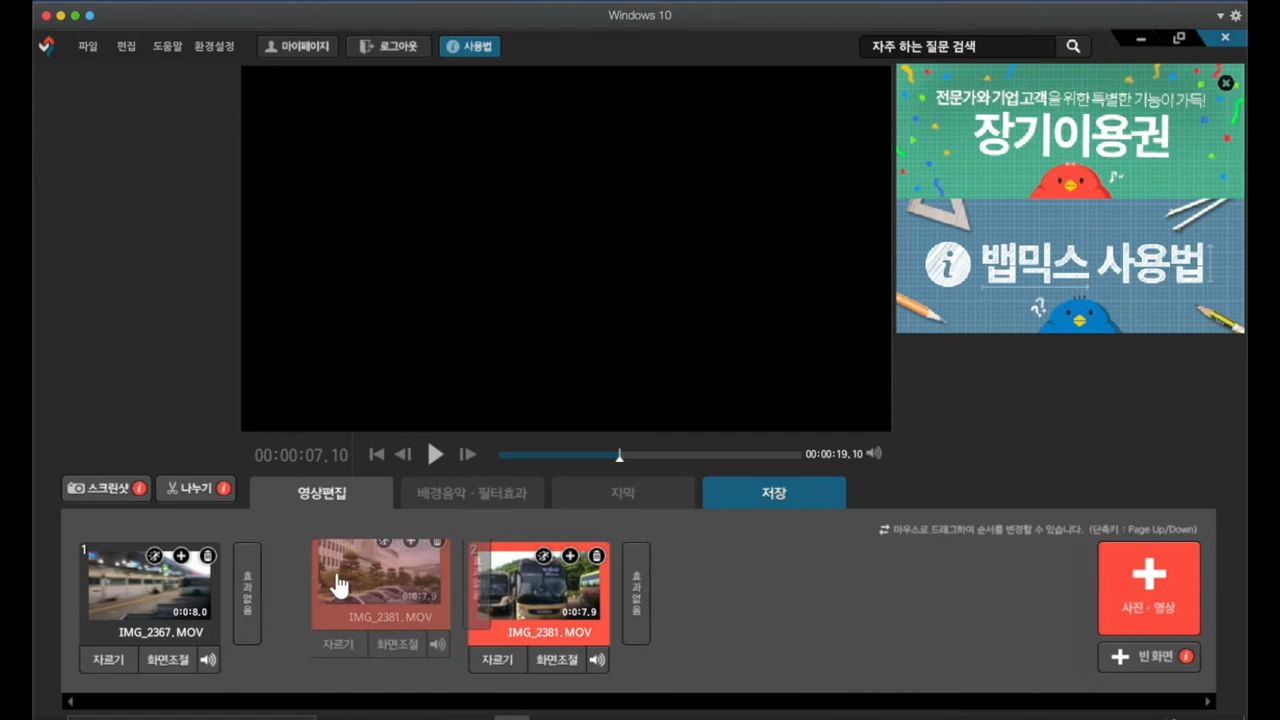 Windows 10
파일 편집 도움말 환경설정 마이페이지 로그아웃 사용법 자주 하는 질문 검색
전문가와 기업 고객을 위한 특별한 기능이 가득!
장기이용권
뱁믹스 사용법
00:00:07.10 00:00:19.10
스크린샷 나누기 영상편집 배경음악 · 필터효과 자막 저장
마우스로 드래그하여 순서를 변경할 수 있습니다. (단축키 : Page Up/Down)
1 0:0:8.0 효과없음 0:0:7.9 2 0:0:7.9 효과없음
IMG_2367.MOV IMG_2381.MOV IMG_2381.MOV
사진 · 영상
자르기 화면조절 자르기 화면조절 자르기 화면조절
빈 화면